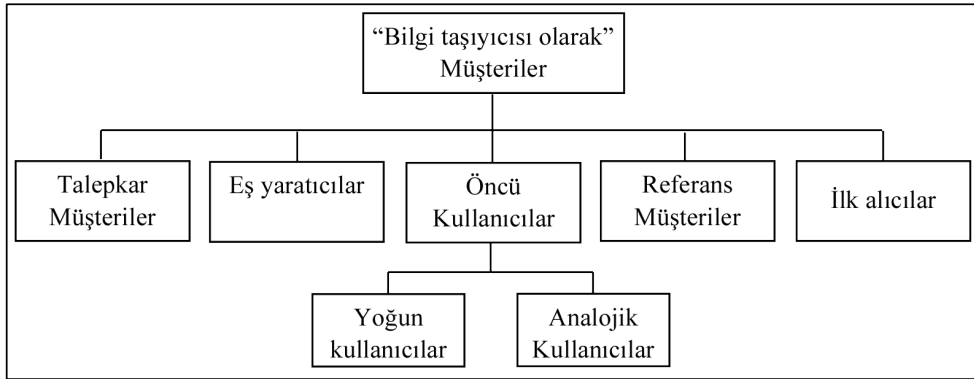 “Bilgi taşıyıcısı olarak”
Müşteriler
Talepkar
Müşteriler
Eş yaratıcılar
Öncü
Kullanıcılar
Referans
Müşteriler
İlk alıcılar
Yoğun
kullanıcılar
Analojik
Kullanıcılar